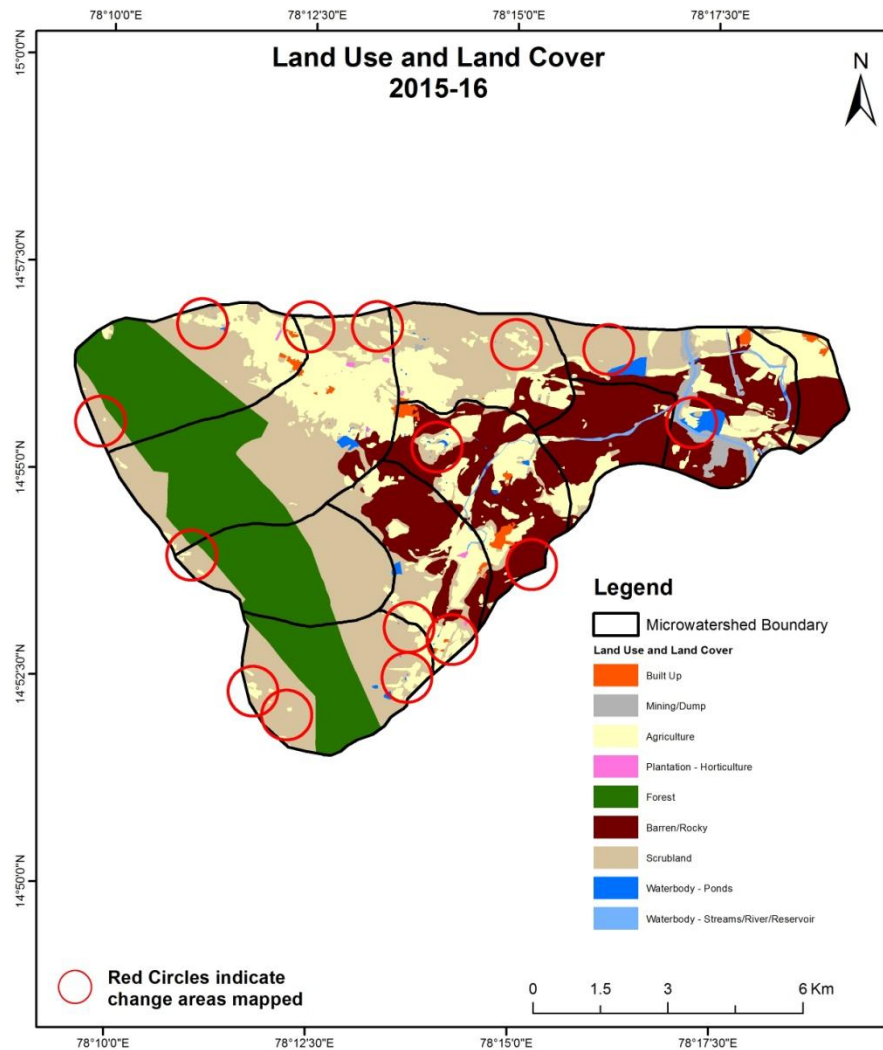 78°10'0"E 78°12'30"E 78°15'0"E 78°17'30"E
15°0'0"N
Land Use and Land Cover
2015-16
N
14°57'30"N
14°55'0"N
14°52'30"N
14°50'0"N
Legend
Microwatershed Boundary
Land Use and Land Cover
Built Up
Mining/Dump
Agriculture
Plantation - Horticulture
Forest
Barren/Rocky
Scrubland
Waterbody - Ponds
Waterbody - Streams/River/Reservoir
Red Circles indicate
change areas mapped
0 1.5 3 6 Km
78°10'0"E 78°12'30"E 78°15'0"E 78°17'30"E